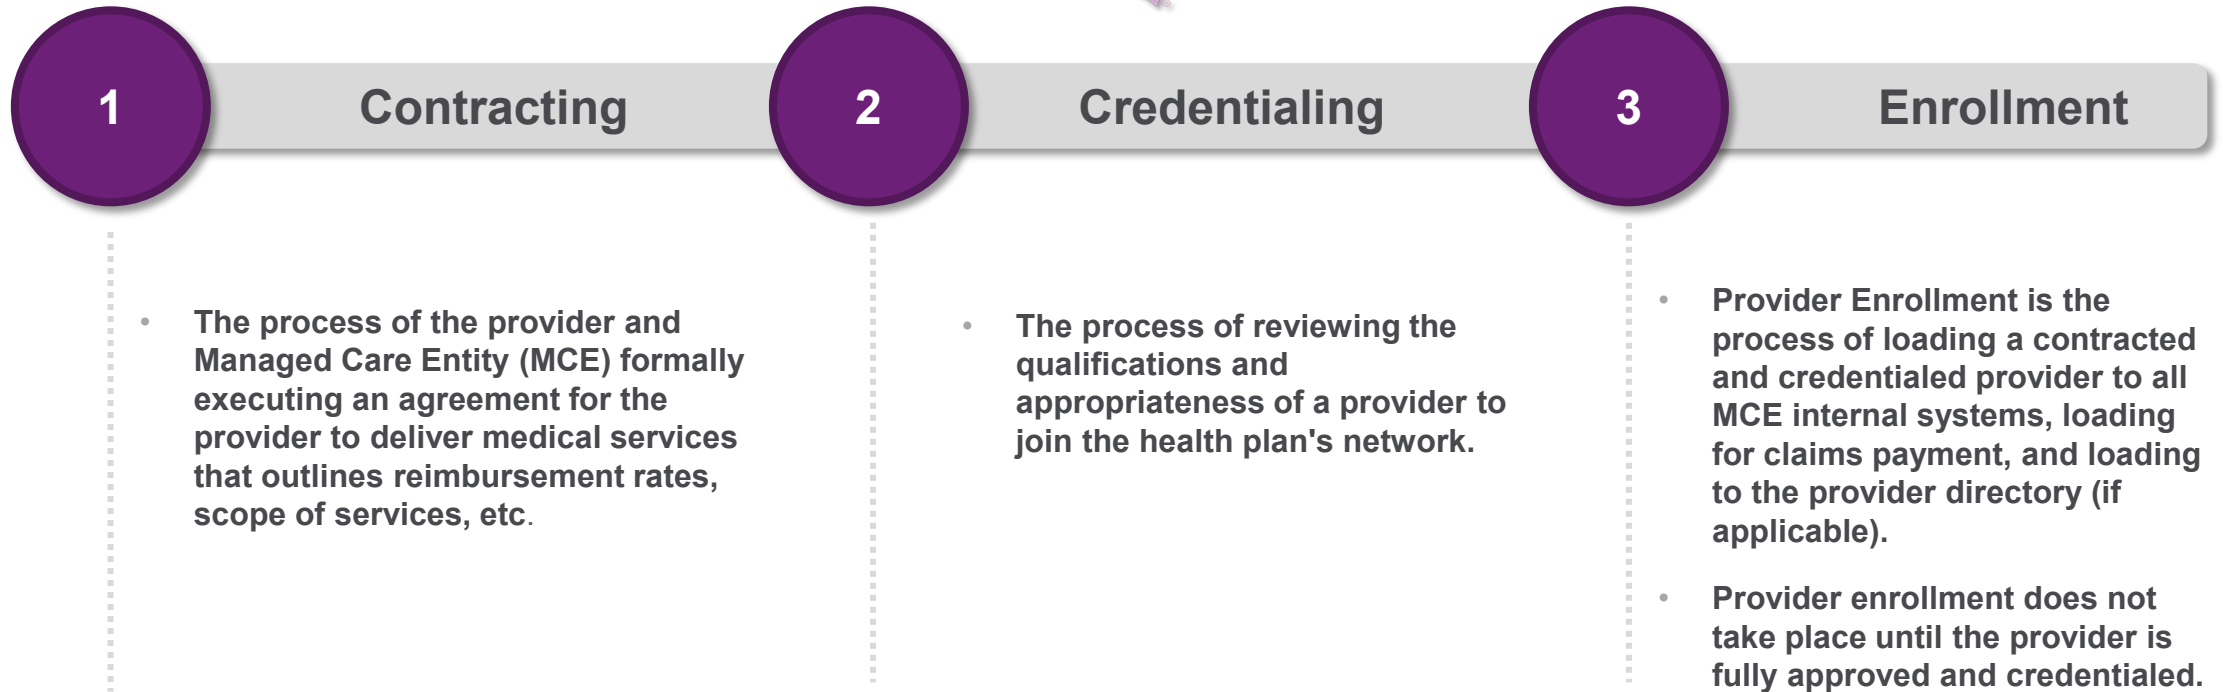 1
Contracting
2
Credentialing
3
Enrollment
• The process of the provider and
Managed Care Entity (MCE) formally
executing an agreement for the
provider to deliver medical services
that outlines reimbursement rates,
scope of services, etc.
• The process of reviewing the
qualifications and
appropriateness of a provider to
join the health plan's network.
• Provider Enrollment is the
process of loading a contracted
and credentialed provider to all
MCE internal systems, loading
for claims payment, and loading
to the provider directory (if
applicable).
• Provider enrollment does not
take place until the provider is
fully approved and credentialed.